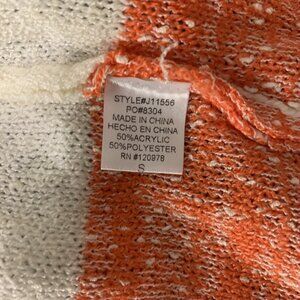 STYLE#J11556
PO#8304
MADE IN CHINA
HECHO EN CHINA
50%ACRYLIC
50%POLYESTER
RN #120978
S